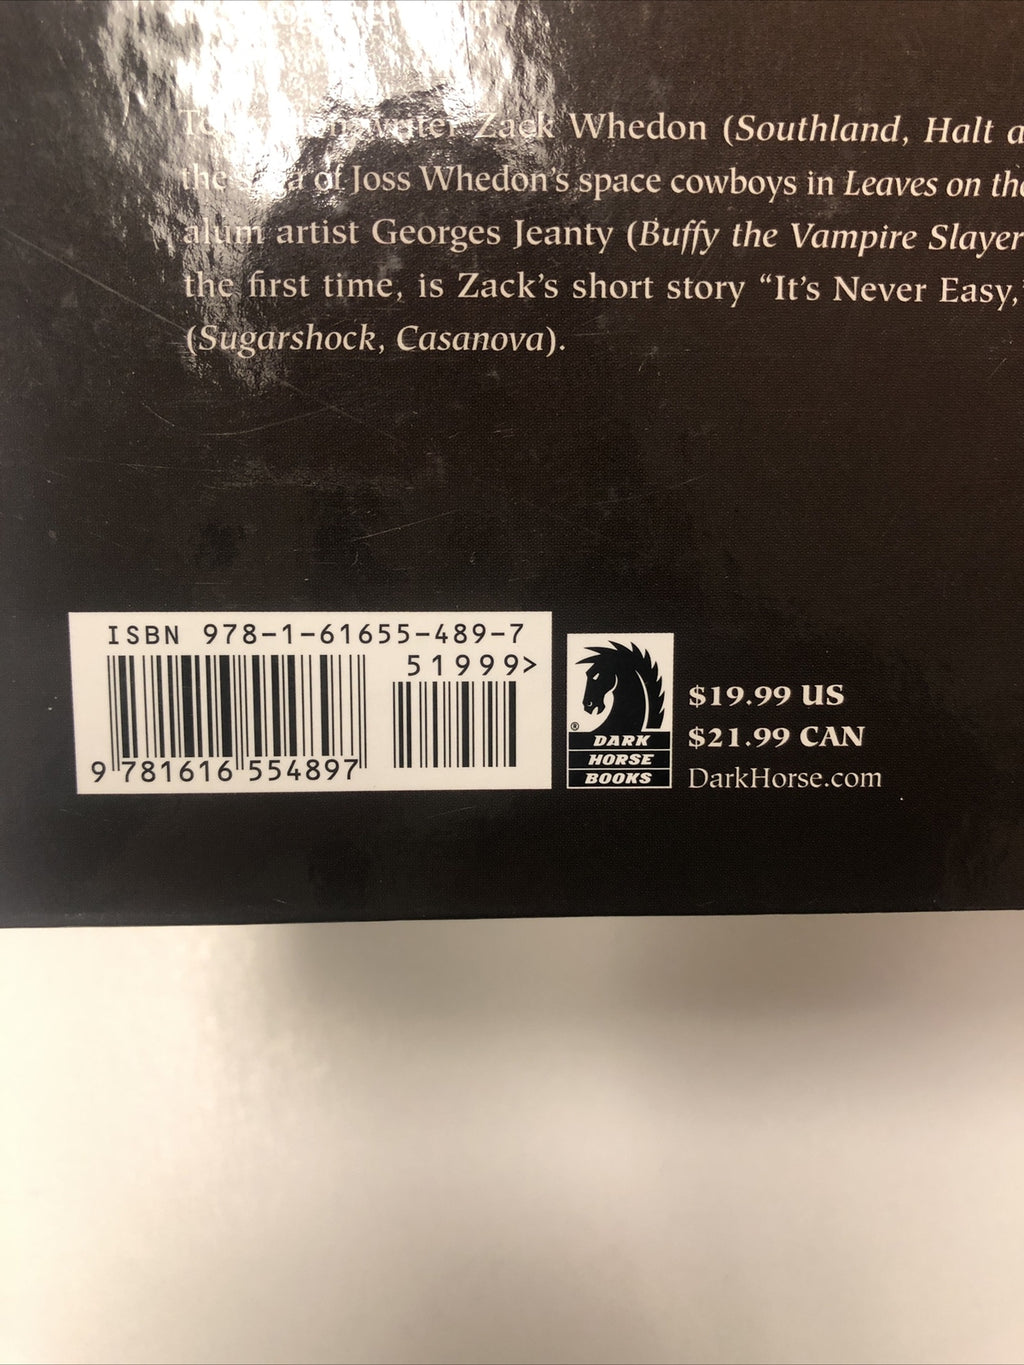 writer Zack Whedon (Southland, Halt a
the of Joss Whedon's space cowboys in Leaves on the
alum artist Georges Jeanty (Buffy the Vampire Slayer
the first time, is Zack's short story “It's Never Easy,”
(Sugarshock, Casanova).
ISBN 978-1-61655-489-7
51999>
9 781616 554897
®
DARK
HORSE
BOOKS
$19.99 US
$21.99 CAN
DarkHorse.com